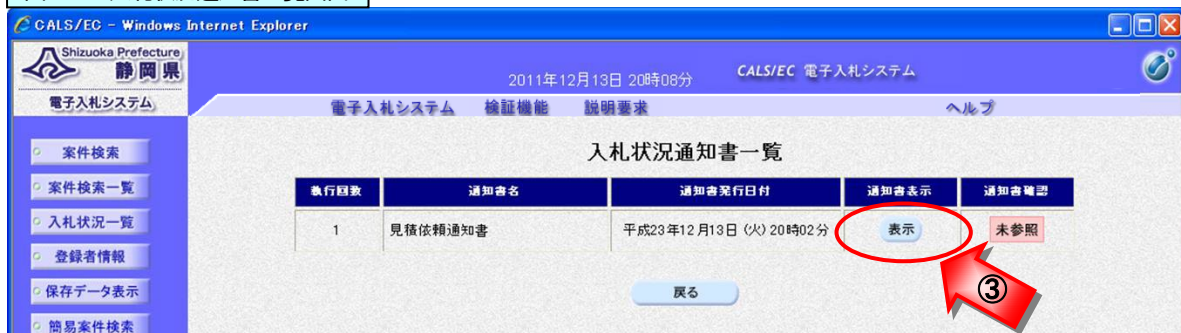 CALS/EC - Windows Internet Explorer
Shizuoka Prefecture
静岡県
電子入札システム
2011年12月13日 20時08分
CALS/EC 電子入札システム
電子入札システム 検証機能 説明要求 ヘルプ
案件検索
案件検索一覧
入札状況一覧
登録者情報
保存データ表示
簡易案件検索
入札状況通知書一覧
執行回数 通知書名 通知書発行日付 通知書表示 通知書確認
1 見積依頼通知書 平成23年12月13日 (火) 20時02分 表示 未参照
戻る
③